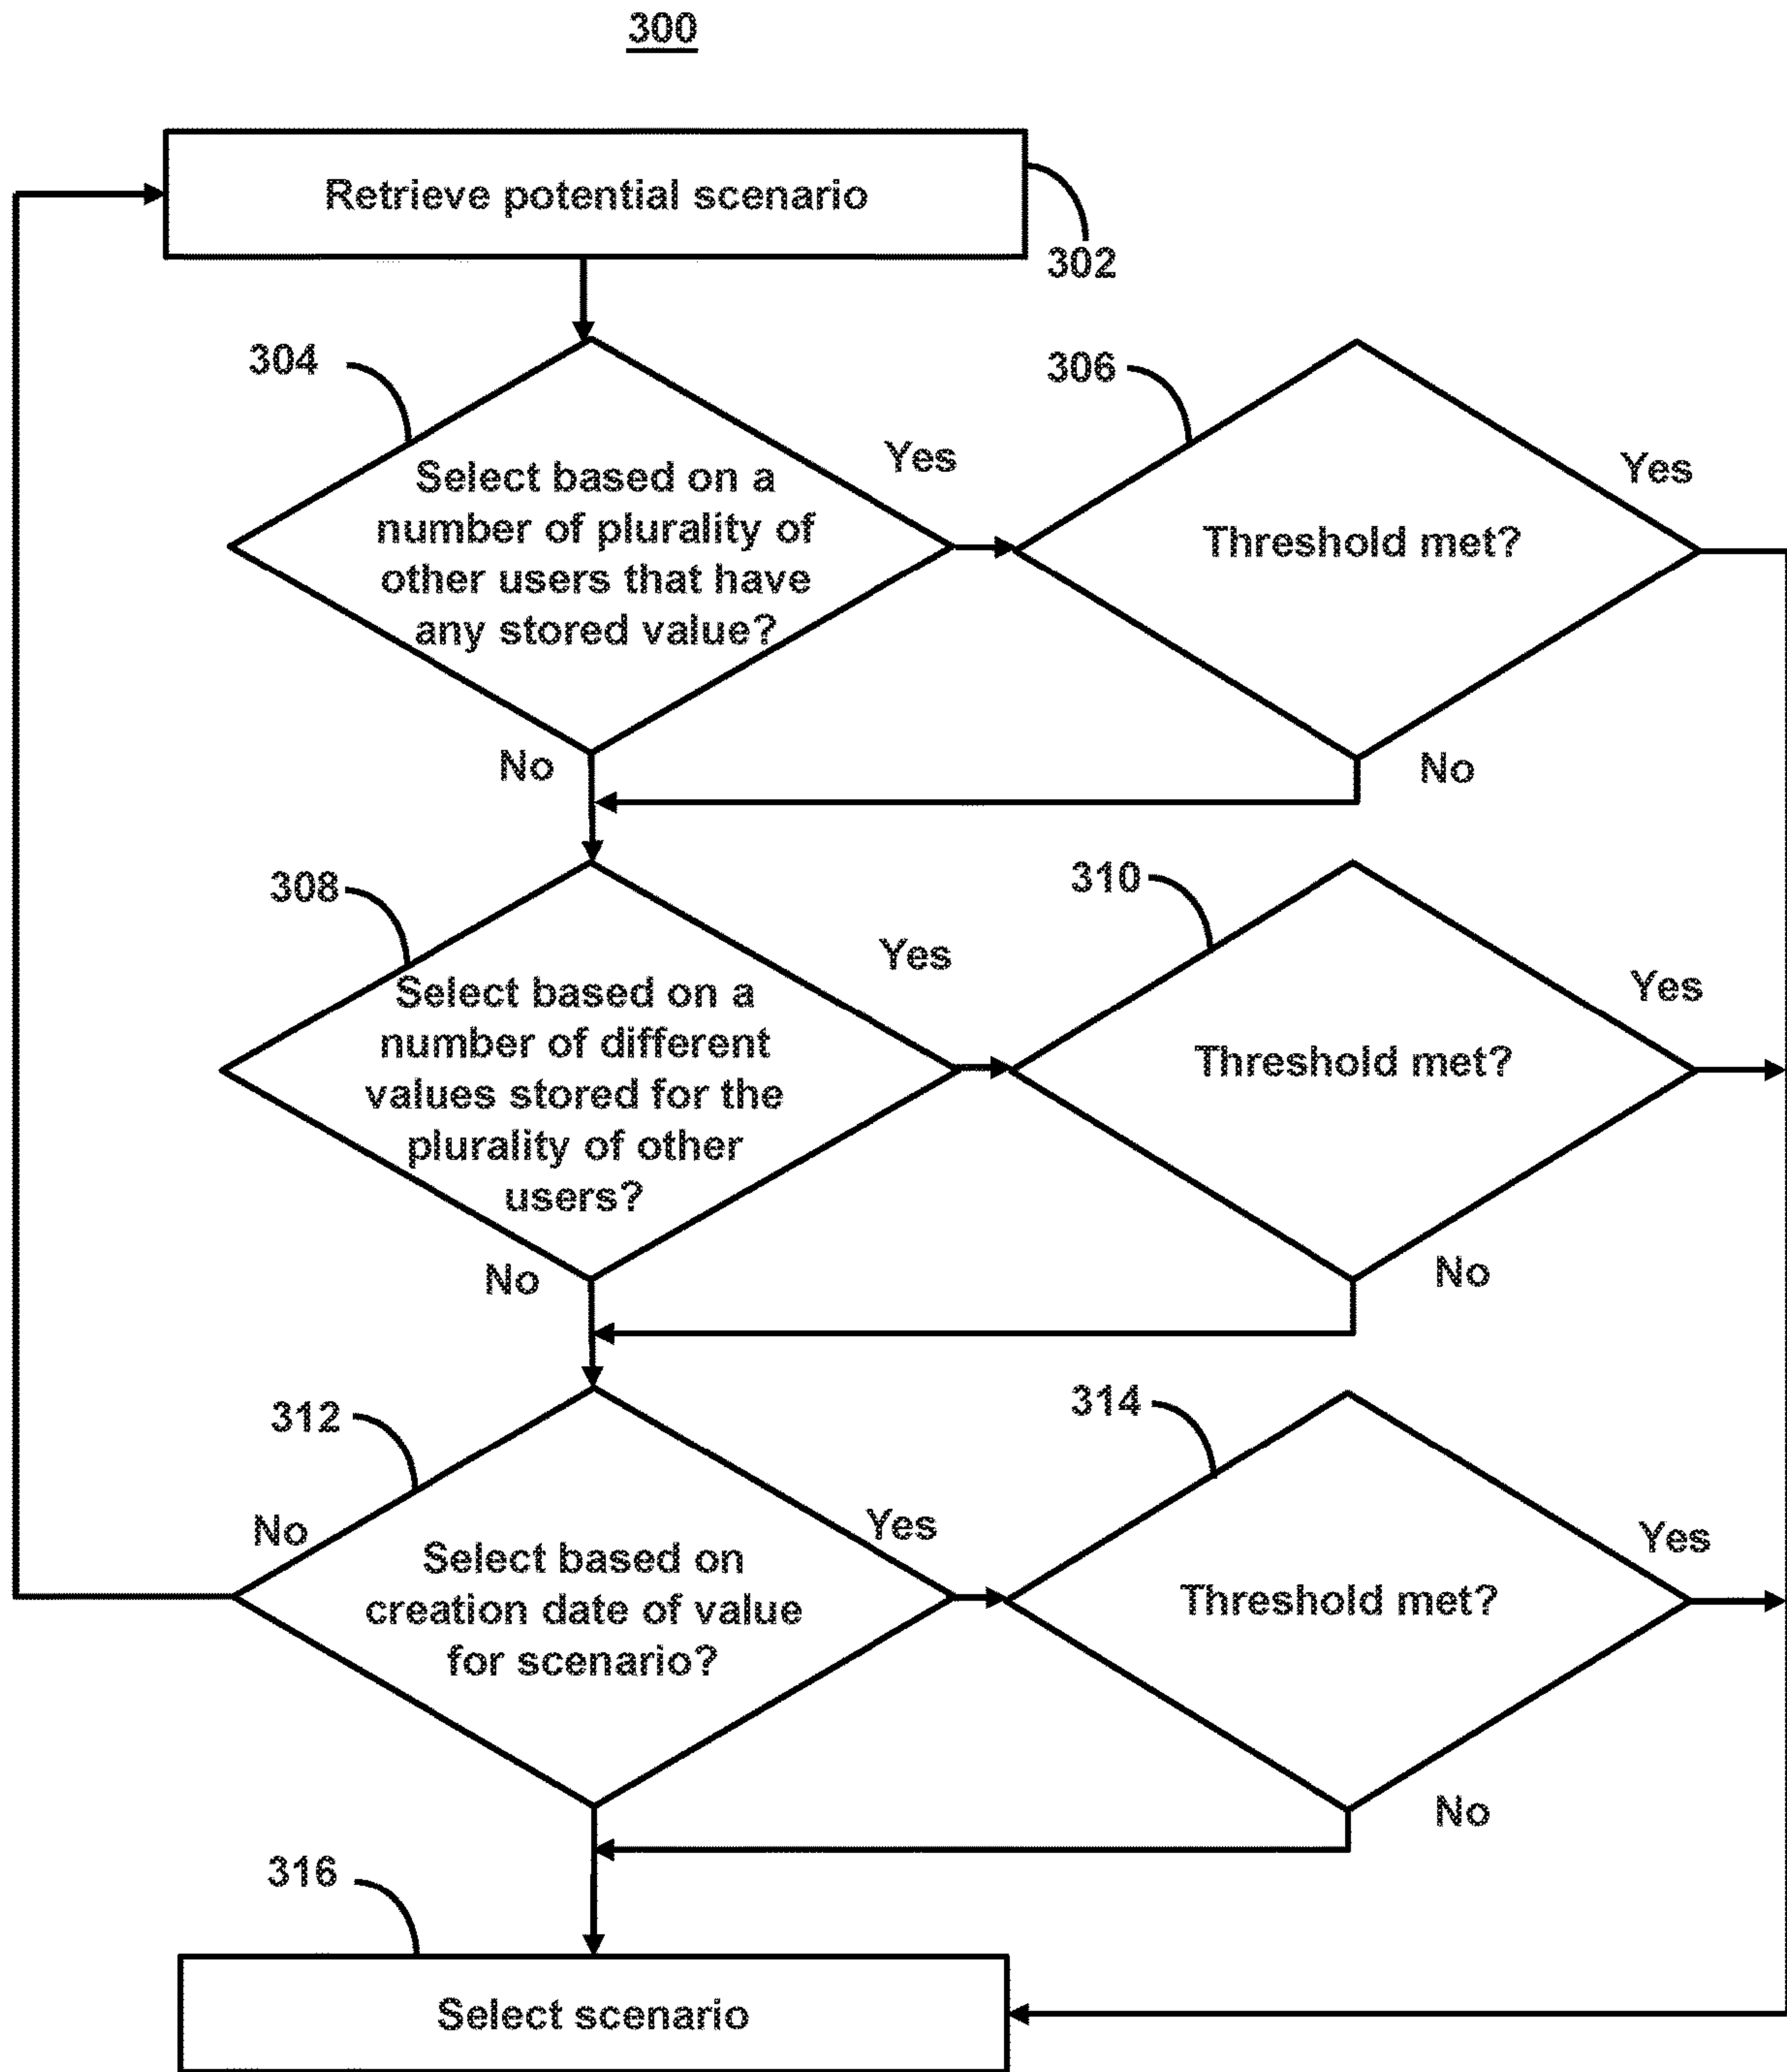 300
Retrieve potential scenario
302
304
Select based on a
number of plurality of
other users that have
any stored value?
Yes
No
306
Threshold met?
Yes
No
308
Select based on a
number of different
values stored for the
plurality of other
users?
Yes
No
310
Threshold met?
Yes
No
312
No
Select based on
creation date of value
for scenario?
Yes
314
Threshold met?
Yes
No
316
Select scenario